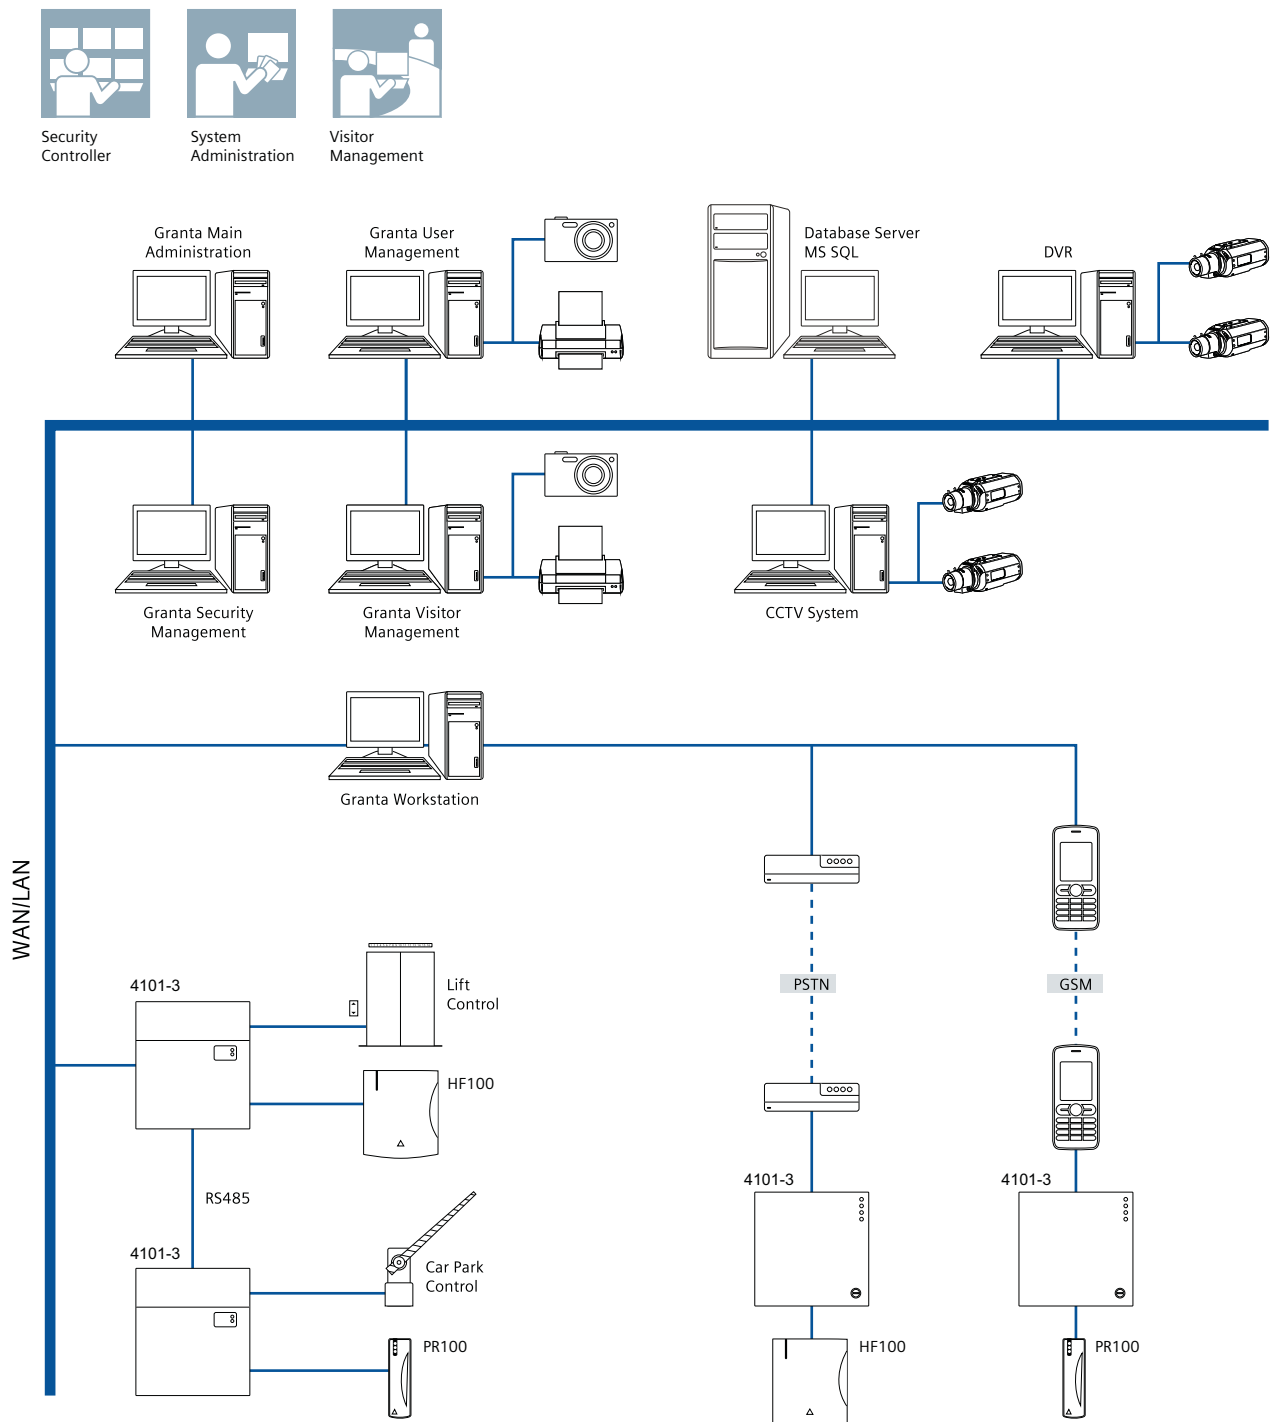 Security
Controller
System
Administration
Visitor
Management
Granta Main
Administration
Granta User
Management
Database Server
MS SQL
DVR
Granta Security
Management
Granta Visitor
Management
CCTV System
Granta Workstation
WAN/LAN
4101-3
Lift
Control
HF100
PSTN
GSM
RS485
4101-3
4101-3
4101-3
Car Park
Control
PR100
HF100
PR100